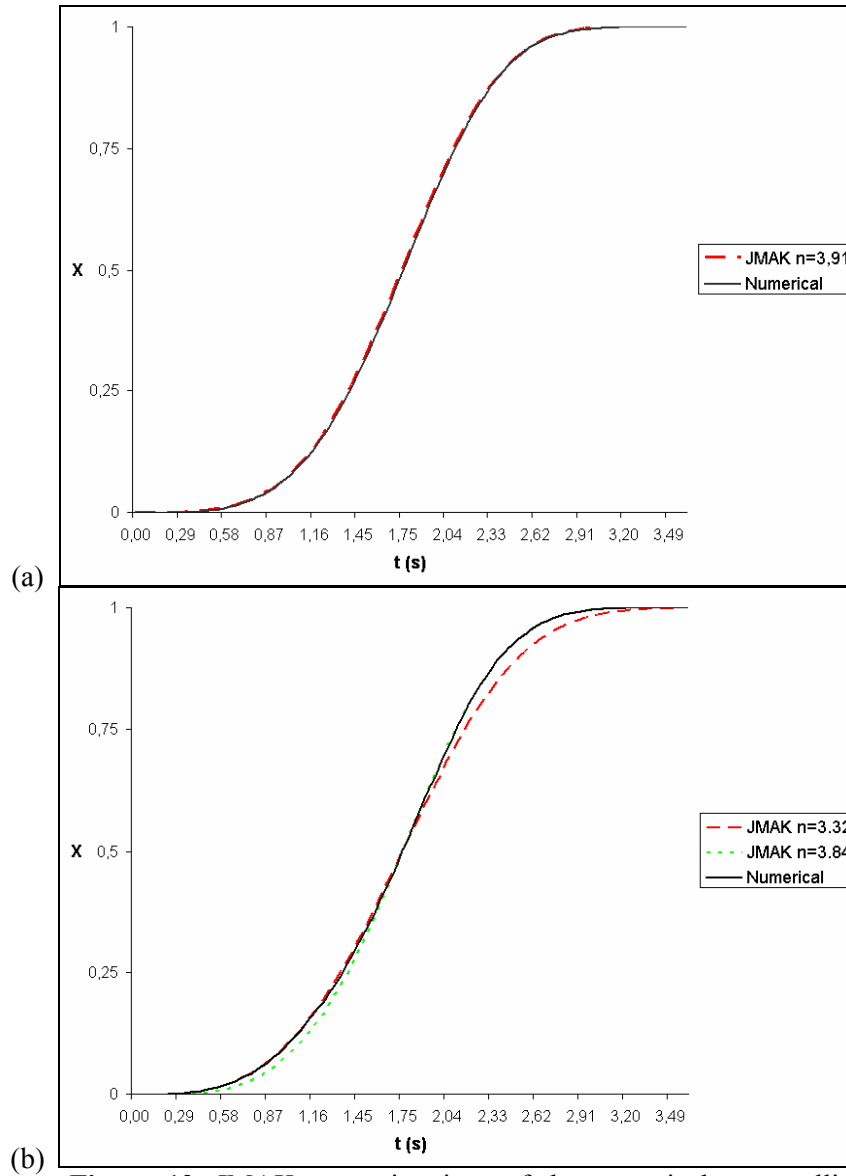 1
0,75
X 0,5
0,25
0
0,00 0,29 0,58 0,87 1,16 1,45 1,75 2,04 2,33 2,62 2,91 3,20 3,49
t (s)
JMAK n=3,91
Numerical
(a)
1
0,75
X 0,5
0,25
0
0,00 0,29 0,58 0,87 1,16 1,45 1,75 2,04 2,33 2,62 2,91 3,20 3,49
t (s)
JMAK n=3.32
JMAK n=3.84
Numerical
(b)